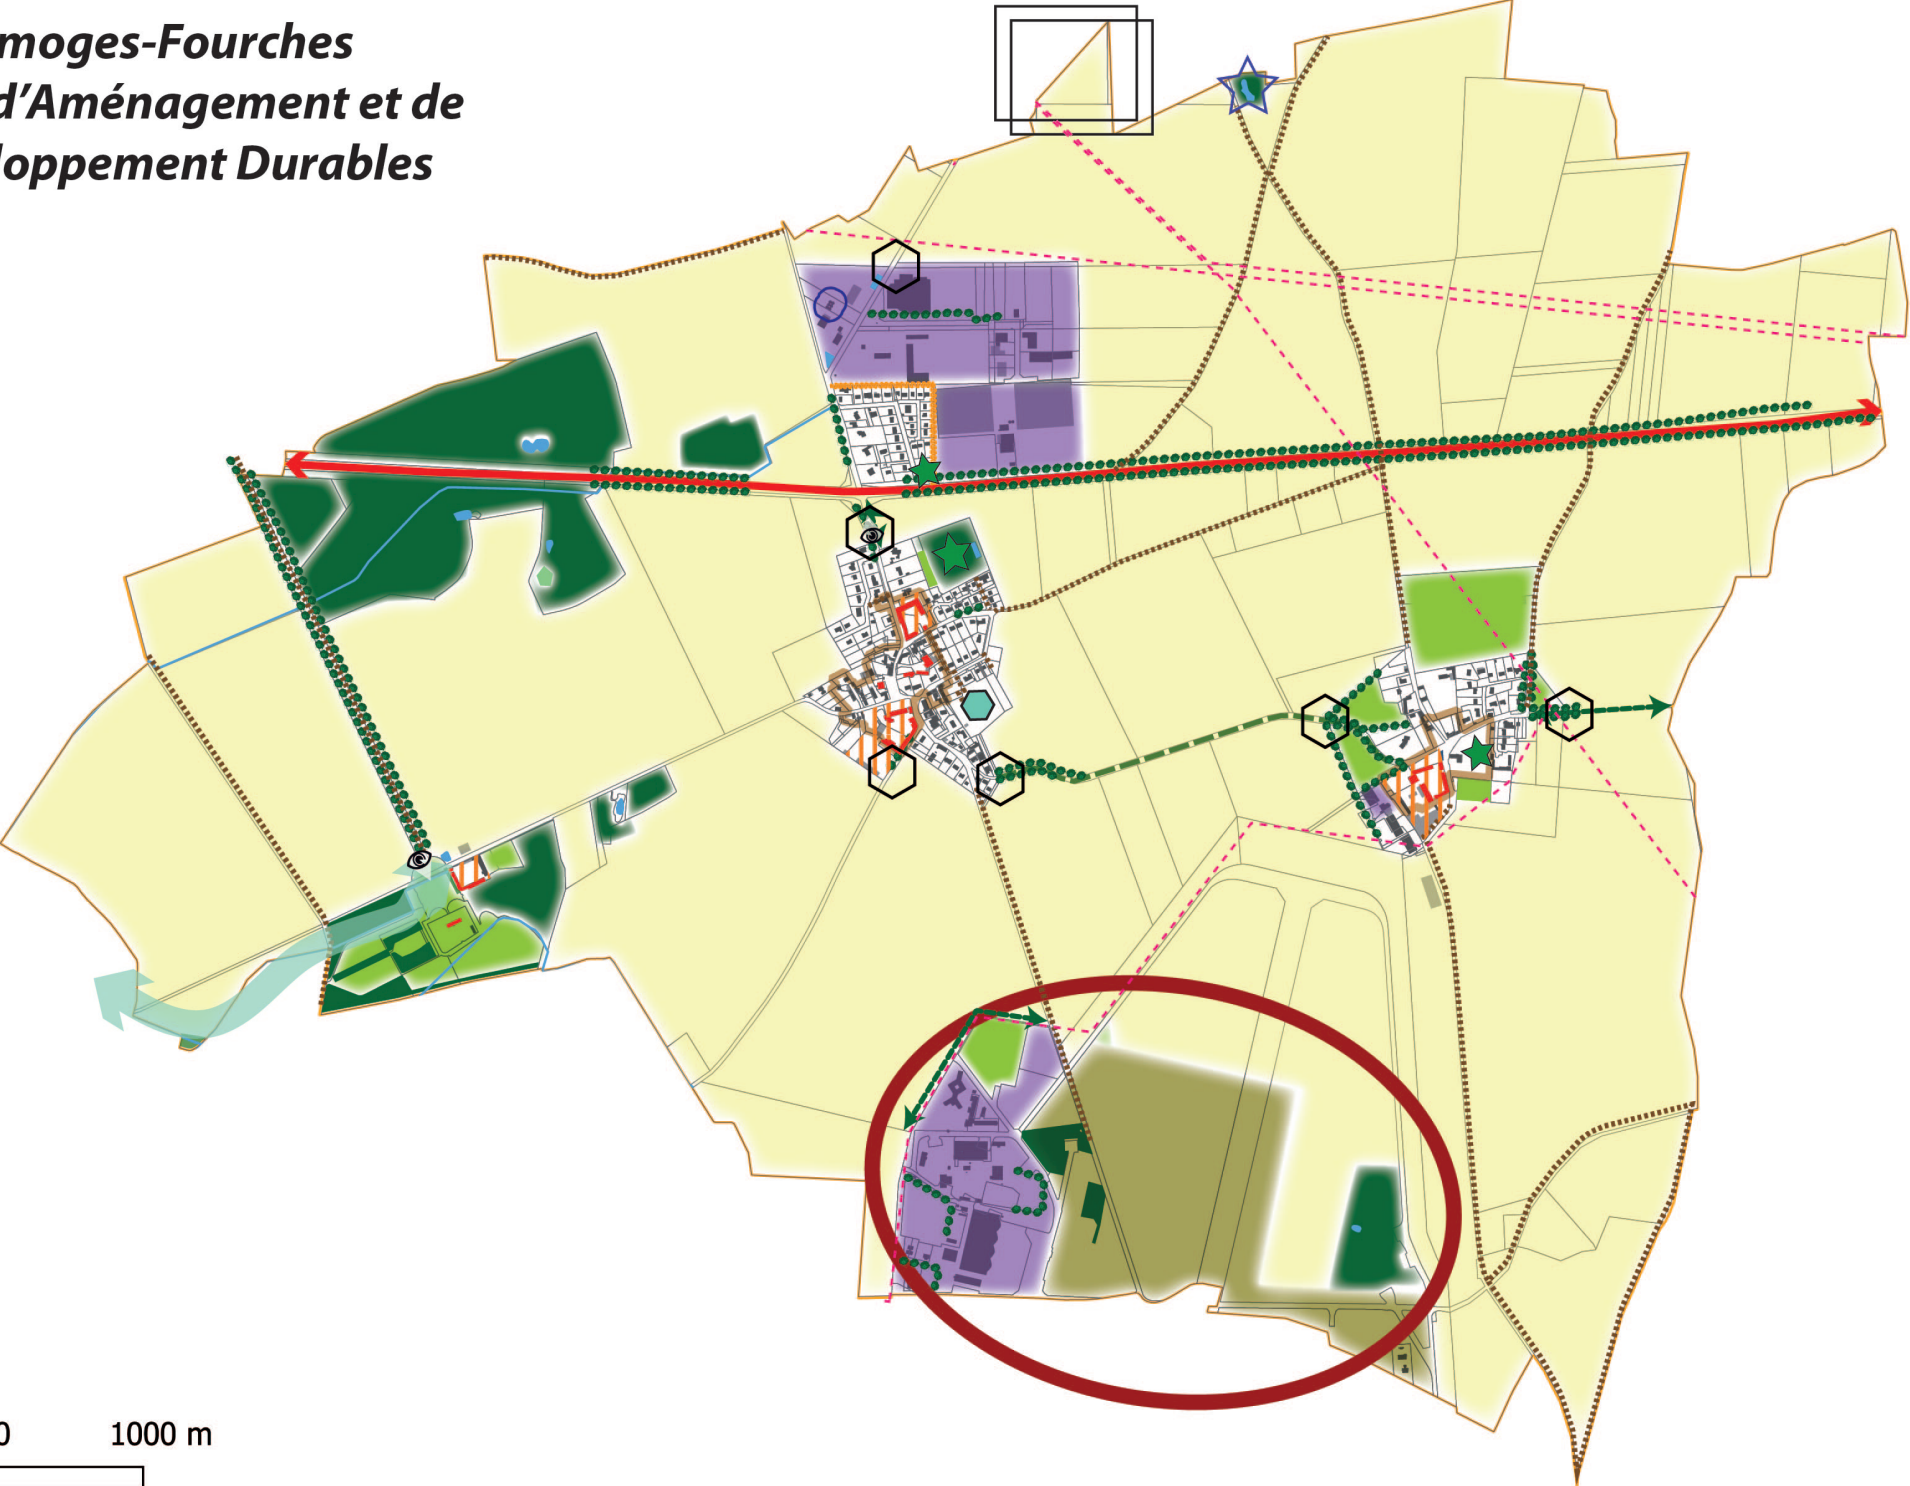 moges-Fourches
d'Aménagement et de
loppement Durables
0
1000 m